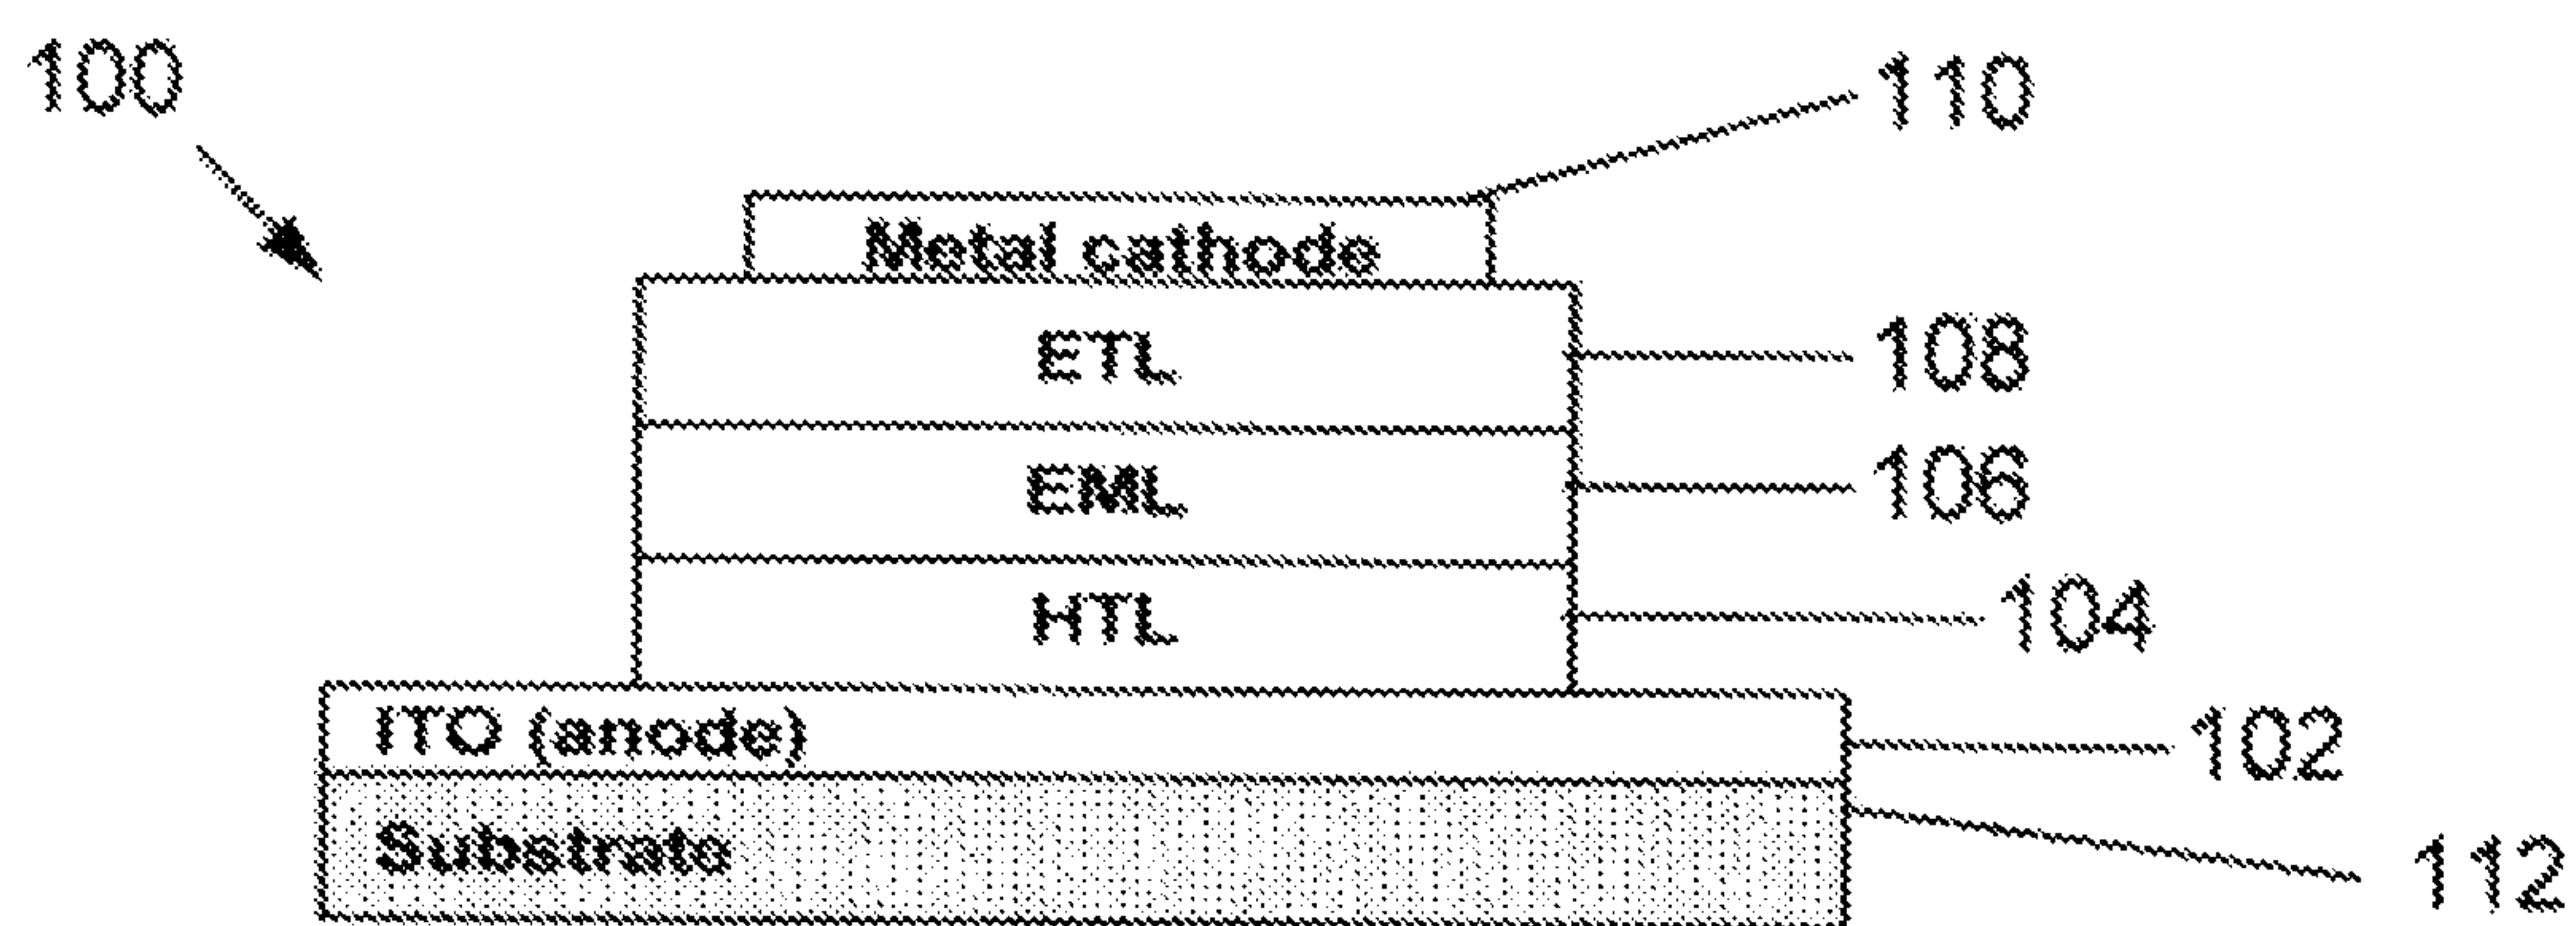 100
110
Metal cathode
ETL
108
EML
106
HTL
104
ITO (anode)
102
Substrate
112